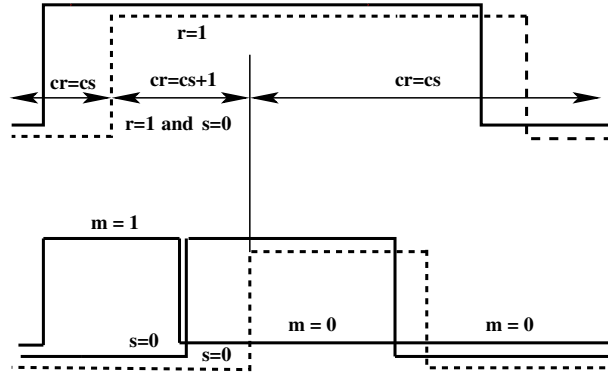 r=1
cr=cs cr=cs+1 cr=cs
r=1 and s=0
m = 1
m = 0 m = 0
s=0 s=0